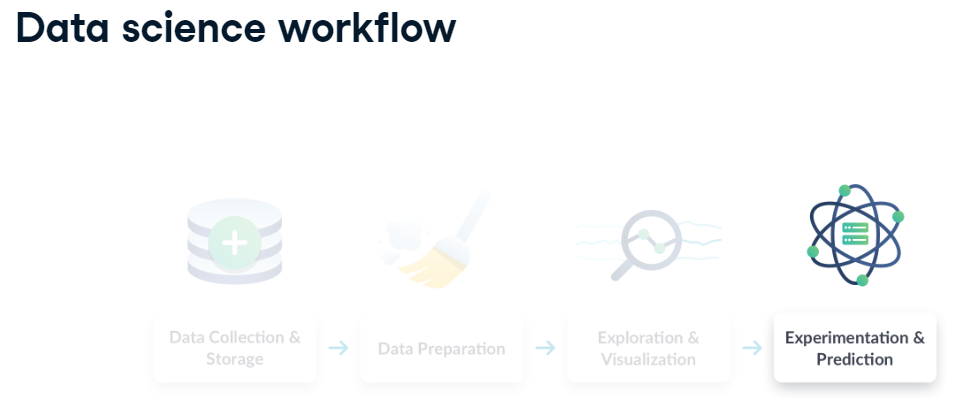 Data science workflow
Data Collection &
Storage
Data Preparation
Exploration &
Visualization
Experimentation &
Prediction